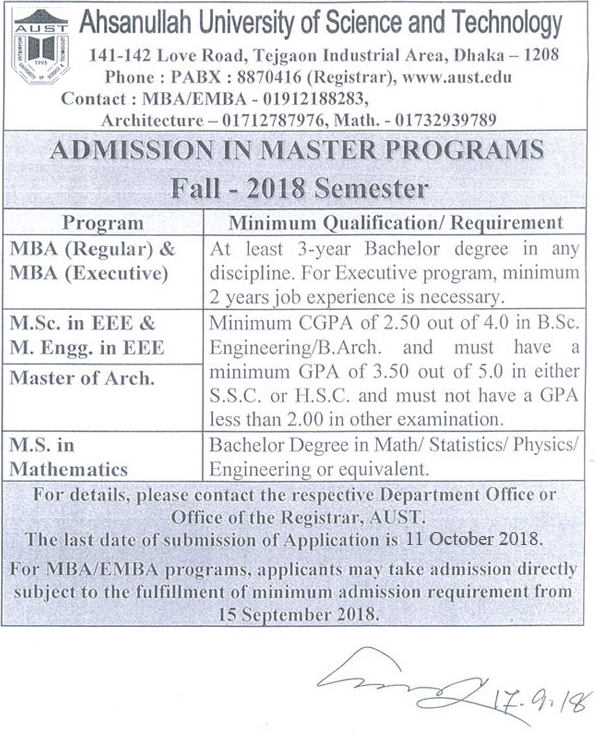 AUST
1995
Ahsanullah University of Science and Technology
141-142 Love Road, Tejgaon Industrial Area, Dhaka – 1208
Phone : PABX : 8870416 (Registrar), www.aust.edu
Contact : MBA/EMBA - 01912188283,
Architecture – 01712787976, Math. - 01732939789
ADMISSION IN MASTER PROGRAMS
Fall - 2018 Semester
Program
Minimum Qualification/ Requirement
MBA (Regular) &
MBA (Executive)
At least 3-year Bachelor degree in any
discipline. For Executive program, minimum
2 years job experience is necessary.
M.Sc. in EEE &
M. Engg. in EEE
Master of Arch.
Minimum CGPA of 2.50 out of 4.0 in B.Sc.
Engineering/B.Arch. and must have a
minimum GPA of 3.50 out of 5.0 in either
S.S.C. or H.S.C. and must not have a GPA
less than 2.00 in other examination.
M.S. in
Mathematics
Bachelor Degree in Math/ Statistics/ Physics/
Engineering or equivalent.
For details, please contact the respective Department Office or
Office of the Registrar, AUST.
The last date of submission of Application is 11 October 2018.
For MBA/EMBA programs, applicants may take admission directly
subject to the fulfillment of minimum admission requirement from
15 September 2018.
17-9-18